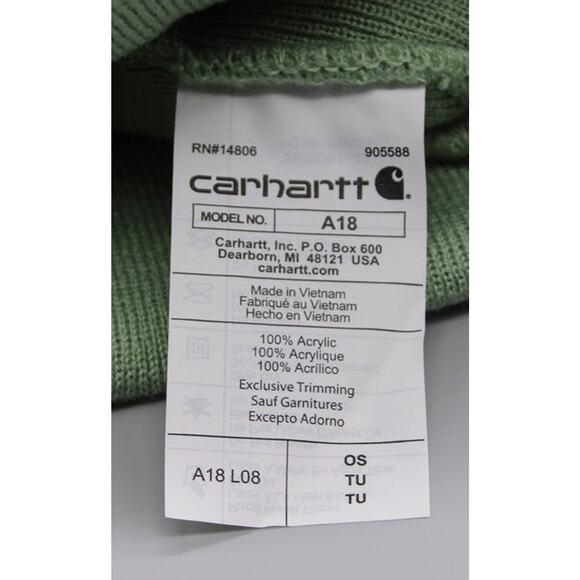 RN#14806 905588
carhartt
MODEL NO. A18
Carhartt, Inc. P.O. Box 600
Dearborn, MI 48121 USA
carhartt.com
Made in Vietnam
Fabriqué au Vietnam
Hecho en Vietnam
100% Acrylic
100% Acrylique
100% Acrílico
Exclusive Trimming
Sauf Garnitures
Excepto Adorno
A18 L08
OS
TU
TU